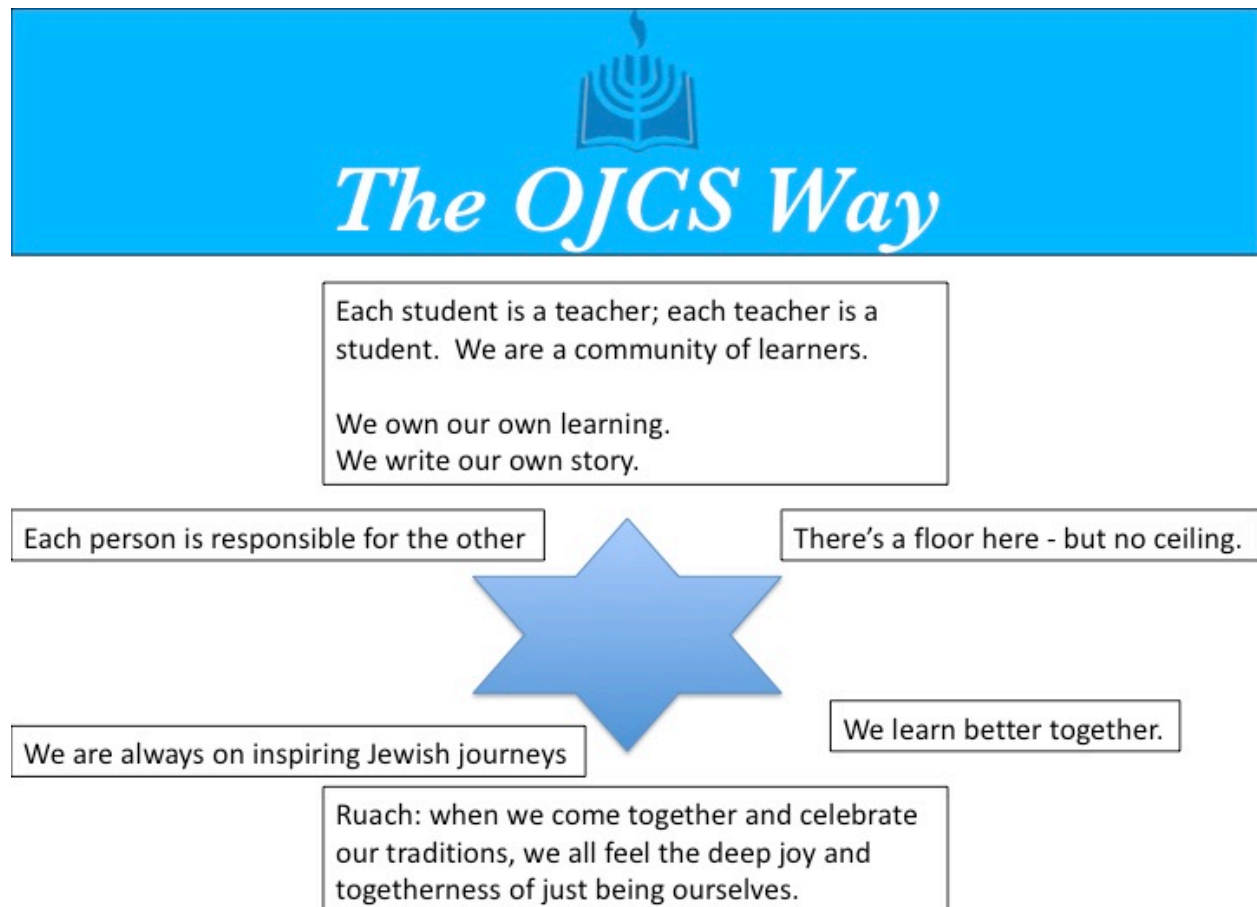 The OJCS Way
Each student is a teacher; each teacher is a
student.  We are a community of learners.
We own our own learning.
We write our own story.
Each person is responsible for the other
There’s a floor here - but no ceiling.
We are always on inspiring Jewish journeys
We learn better together.
Ruach: when we come together and celebrate
our traditions, we all feel the deep joy and
togetherness of just being ourselves.